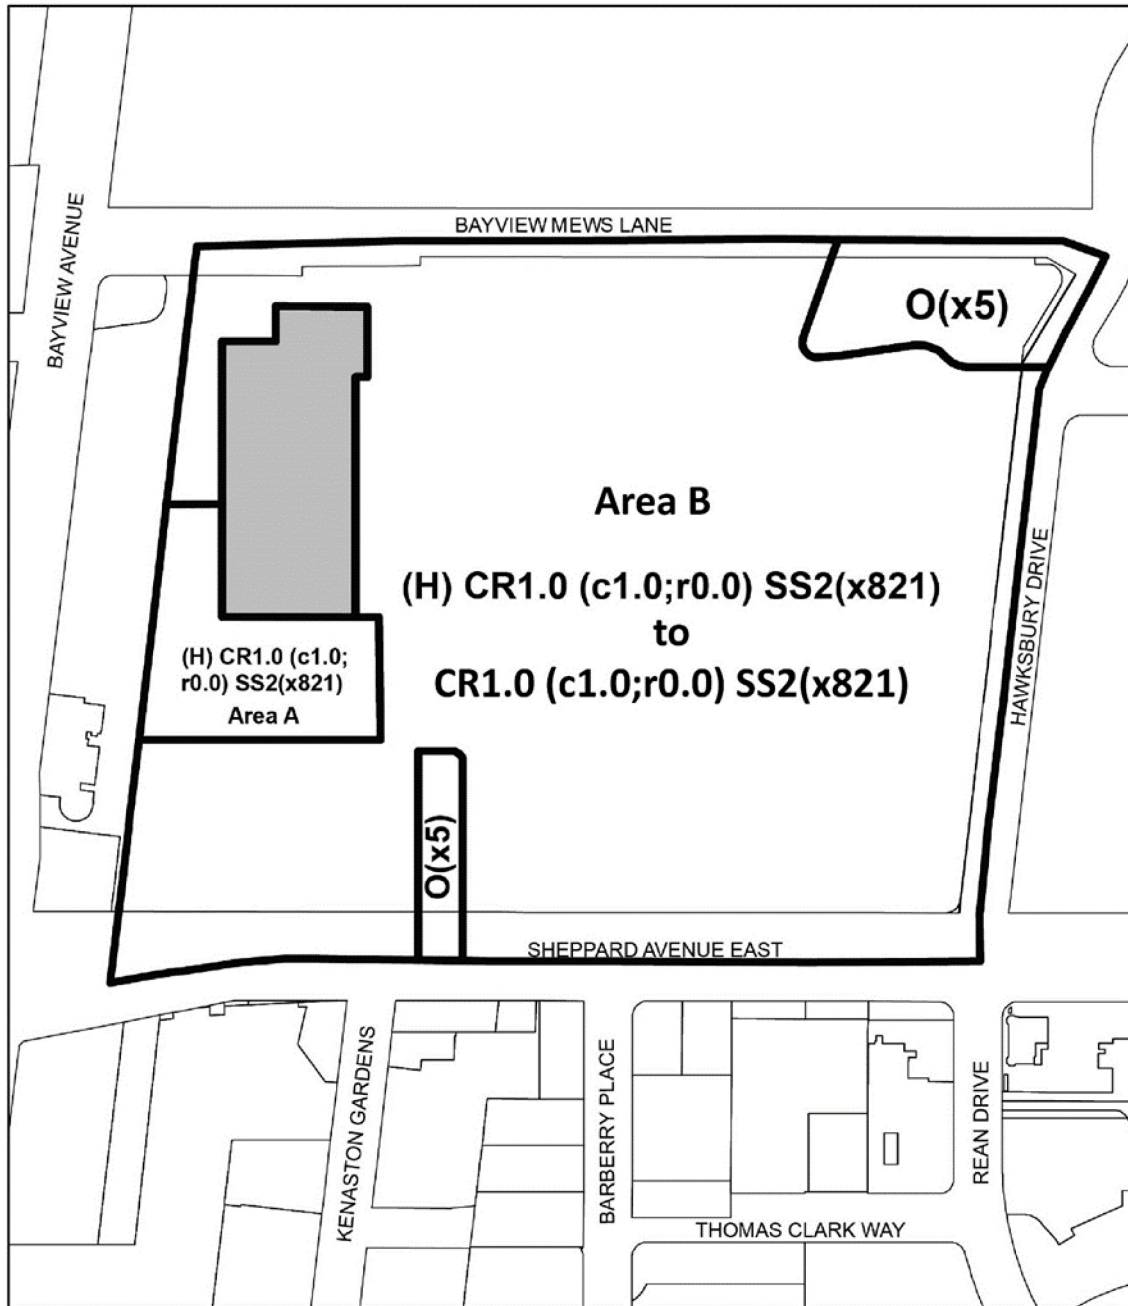 BAYVIEW MEWS LANE
BAYVIEW AVENUE
O(x5)
Area B
(H) CR1.0 (c1.0;r0.0) SS2(x821)
to
CR1.0 (c1.0;r0.0) SS2(x821)
HAWKSBURY DRIVE
(H) CR1.0 (c1.0;
r0.0) SS2(x821)
Area A
O(x5)
SHEPPARD AVENUE EAST
KENASTON GARDENS
BARBERRY PLACE
REAN DRIVE
THOMAS CLARK WAY